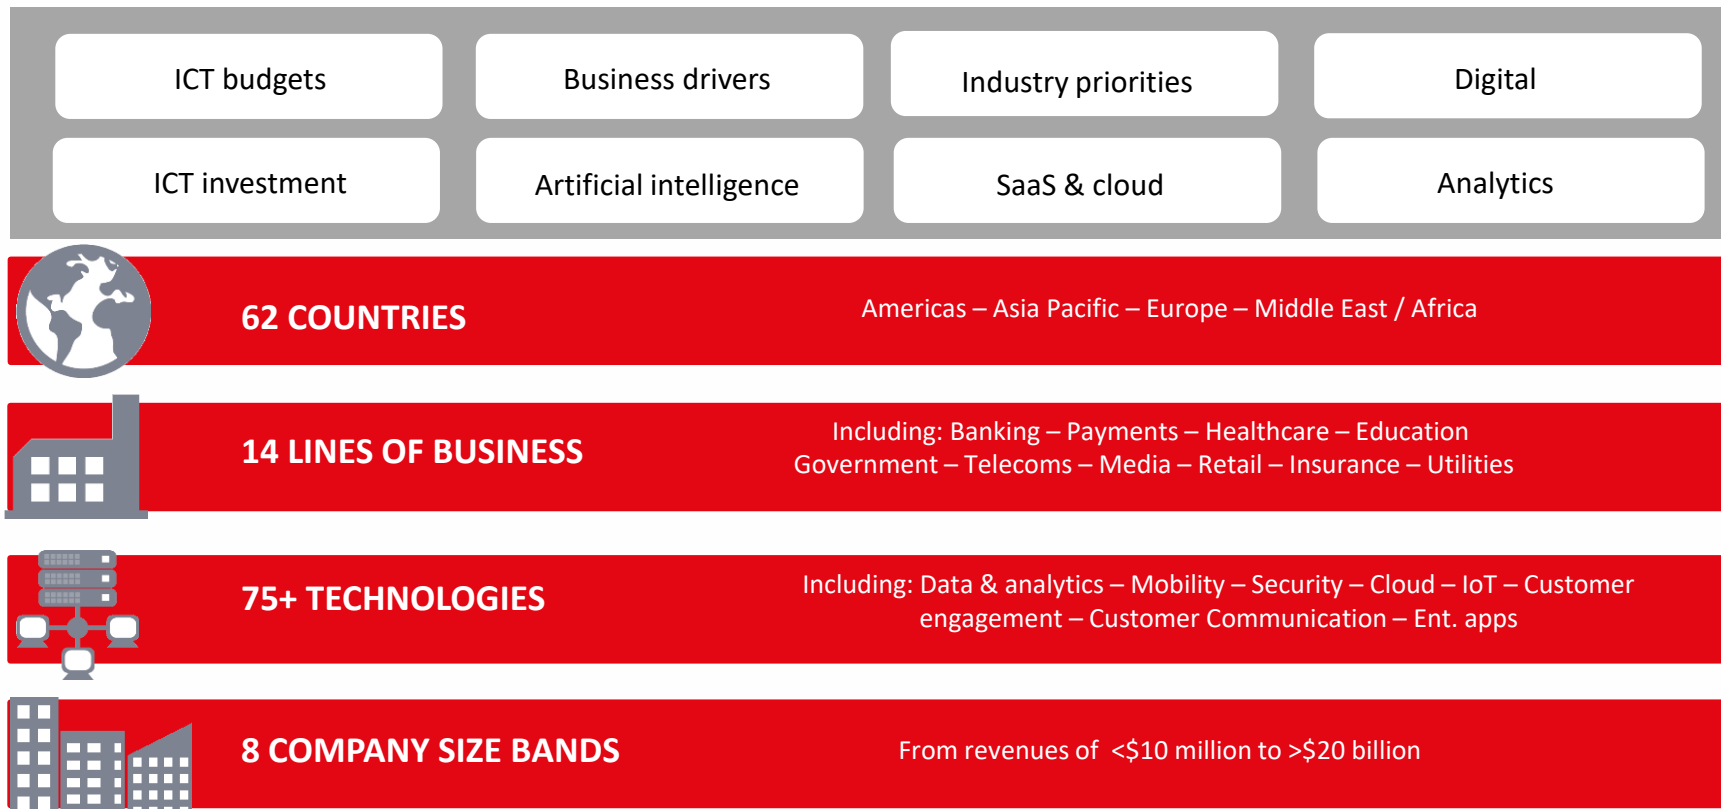 ICT budgets
Business drivers
Industry priorities
Digital
ICT investment
Artificial intelligence
SaaS & cloud
Analytics
62 COUNTRIES
Americas – Asia Pacific – Europe – Middle East / Africa
14 LINES OF BUSINESS
Including: Banking – Payments – Healthcare – Education
Government – Telecoms – Media – Retail – Insurance – Utilities
75+ TECHNOLOGIES
Including: Data & analytics – Mobility – Security – Cloud – IoT – Customer
engagement – Customer Communication – Ent. apps
8 COMPANY SIZE BANDS
From revenues of <$10 million to >$20 billion